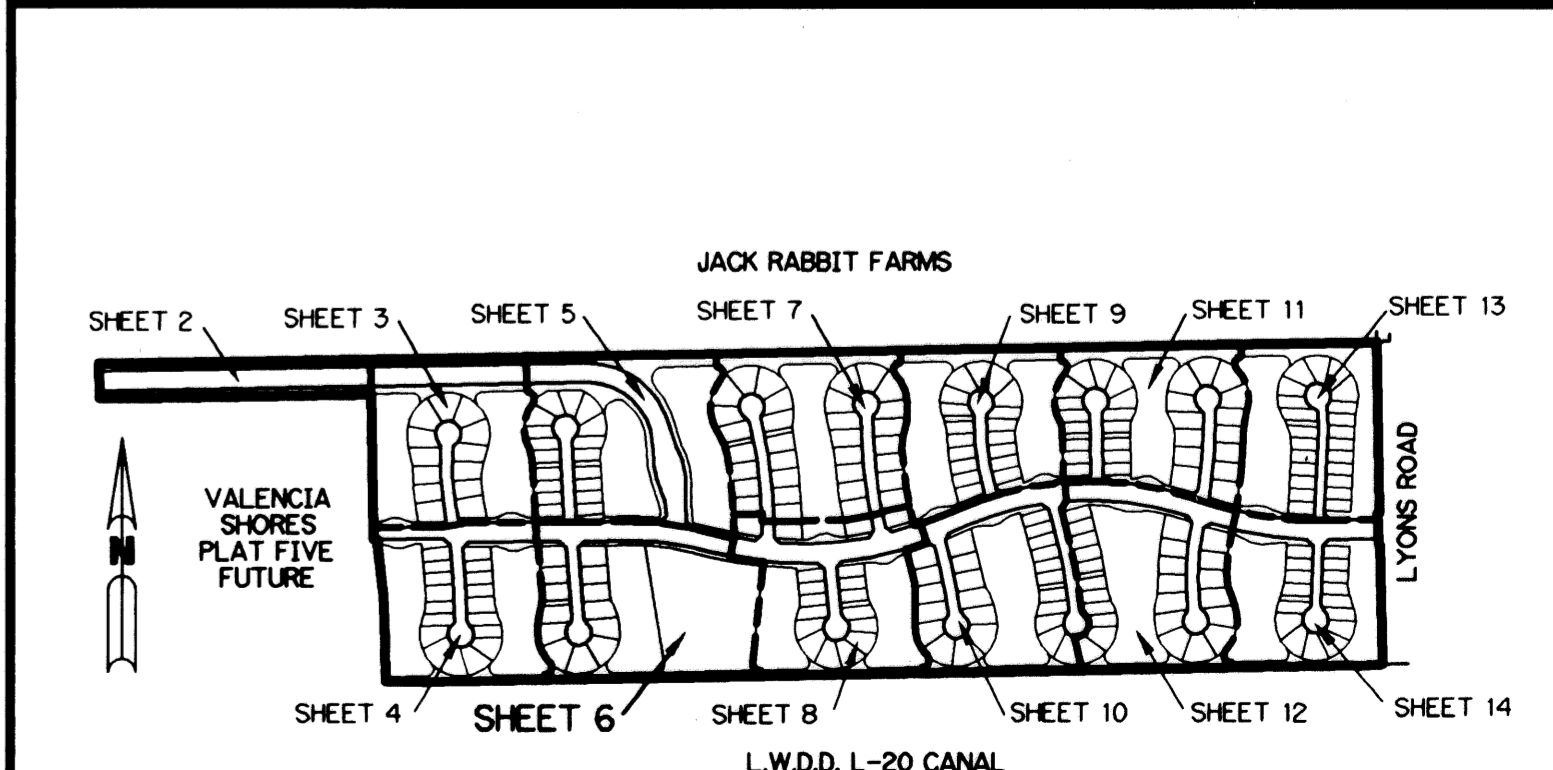 JACK RABBIT FARMS
SHEET 2
SHEET 3
SHEET 5
SHEET 7
SHEET 9
SHEET 11
SHEET 13
VALENCIA
SHORES
PLAT FIVE
FUTURE
N
LYONS ROAD
SHEET 4
SHEET 6
SHEET 8
SHEET 10
SHEET 12
SHEET 14
L.W.D.D. L-20 CANAL